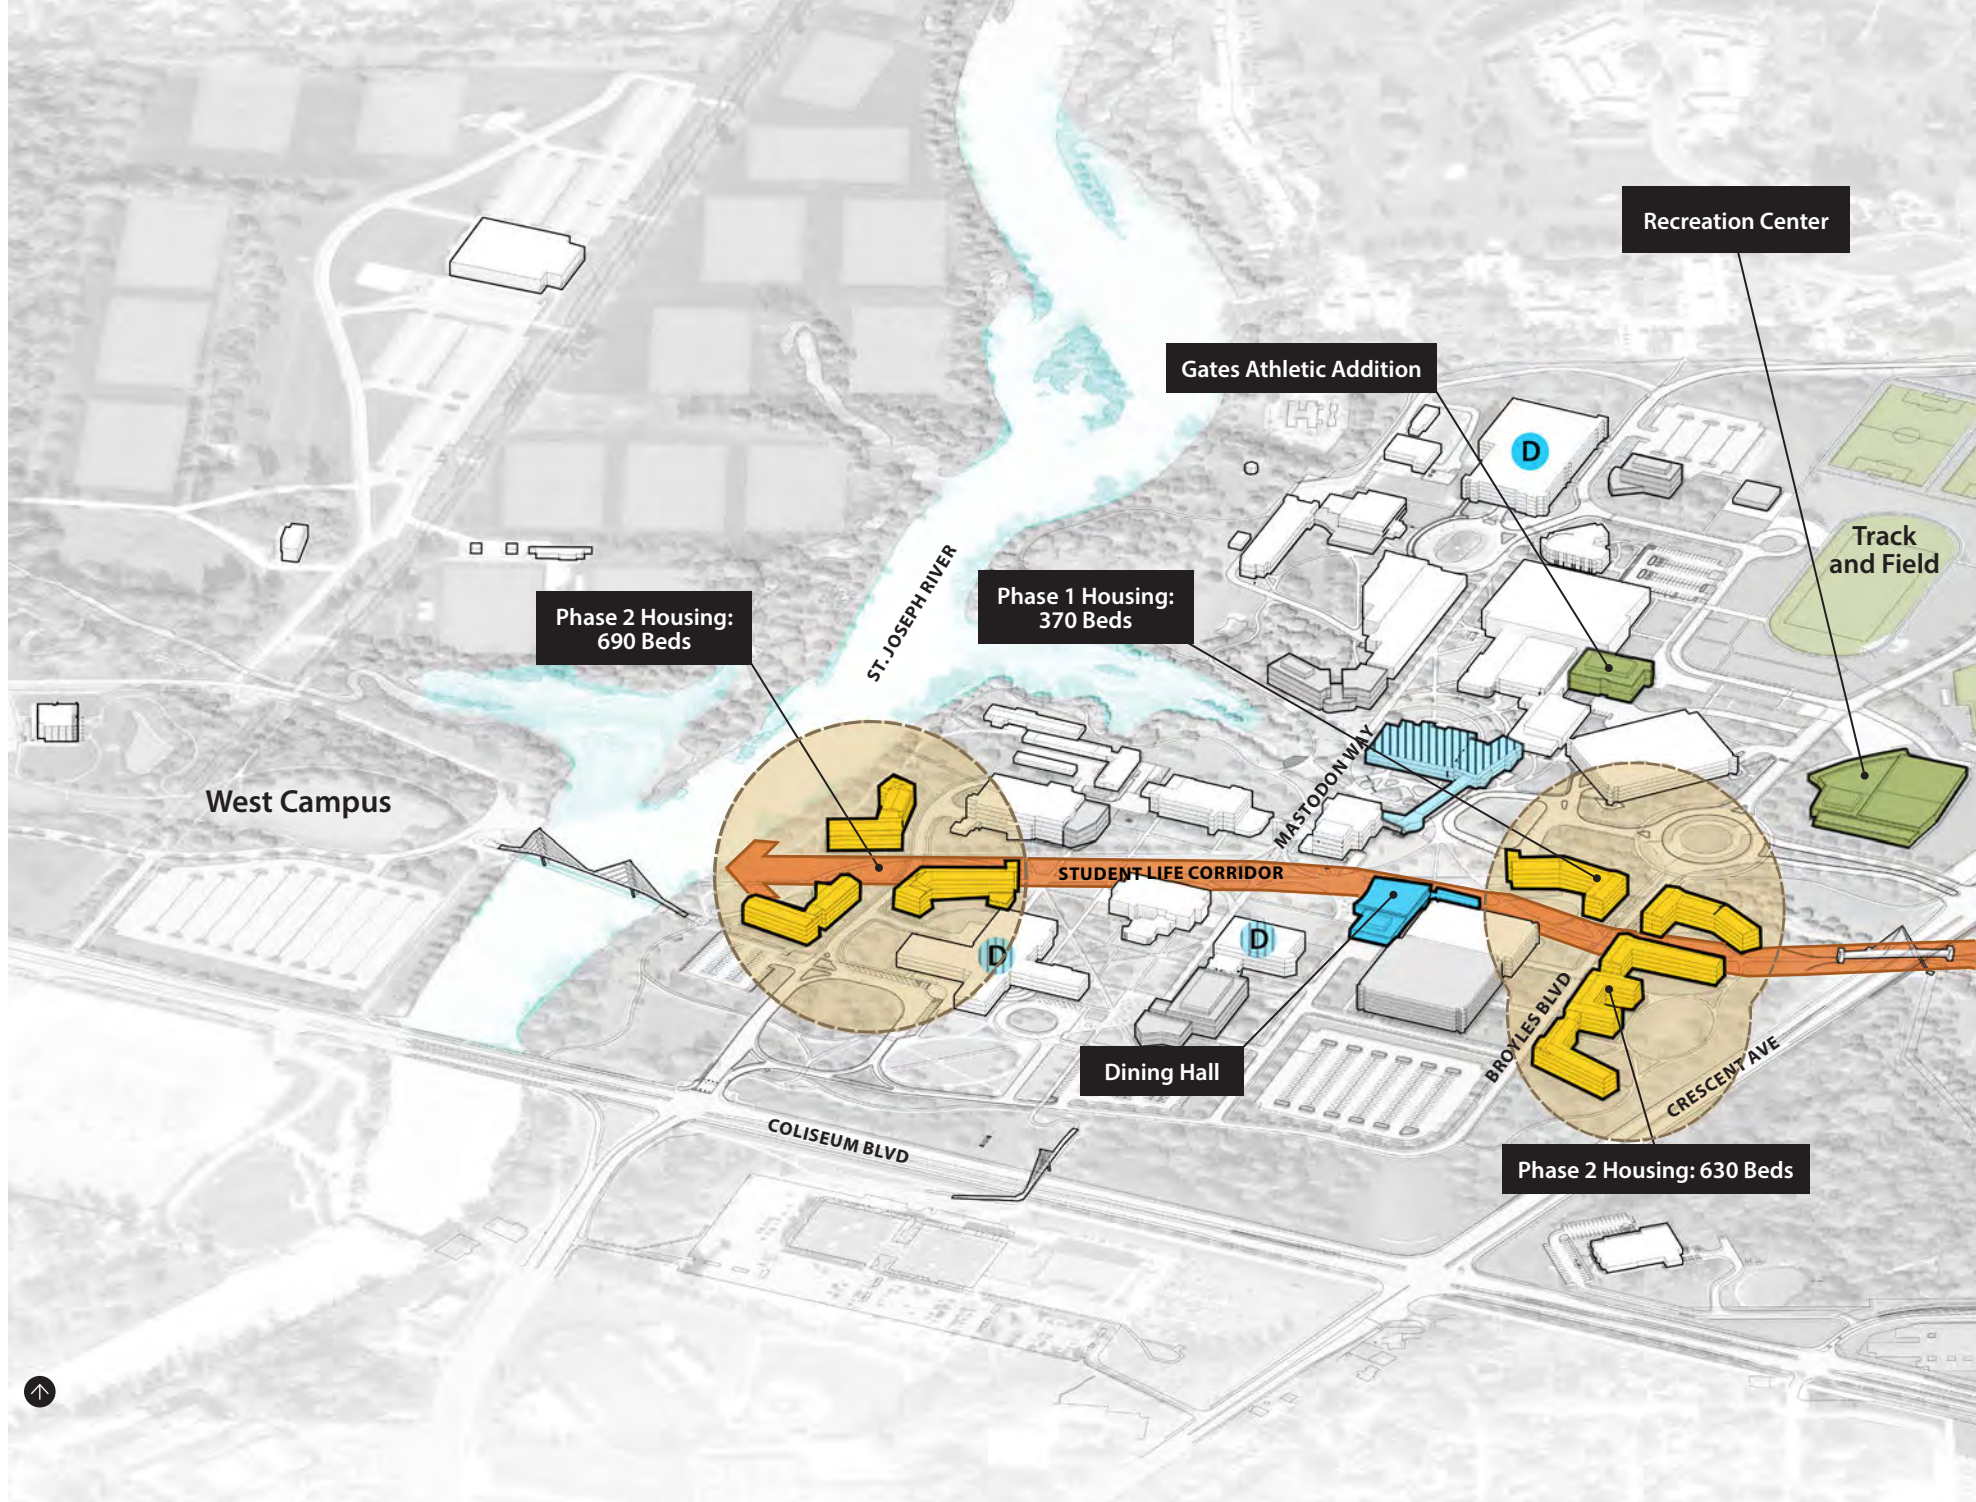 Recreation Center
Gates Athletic Addition
D
Track
and Field
Phase 1 Housing:
370 Beds
Phase 2 Housing:
690 Beds
ST. JOSEPH RIVER
MASTODON WAY
West Campus
STUDENT LIFE CORRIDOR
D
D
BROYLES BLVD
CRESCENT AVE
Dining Hall
COLISEUM BLVD
Phase 2 Housing: 630 Beds